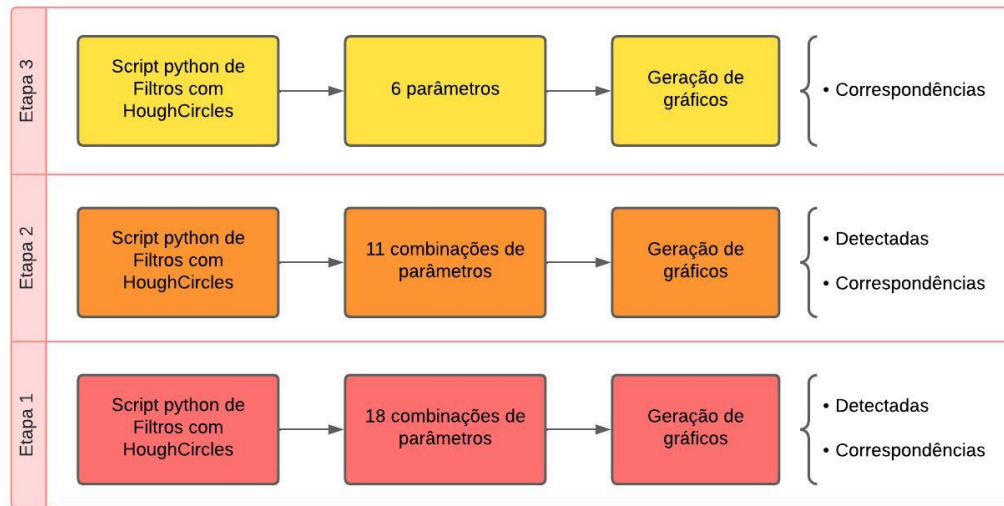 Etapa 3
Script python de
Filtros com
HoughCircles
6 parâmetros
Geração de
gráficos
• Correspondências
Etapa 2
Script python de
Filtros com
HoughCircles
11 combinações de
parâmetros
Geração de
gráficos
• Detectadas
• Correspondências
Etapa 1
Script python de
Filtros com
HoughCircles
18 combinações de
parâmetros
Geração de
gráficos
• Detectadas
• Correspondências